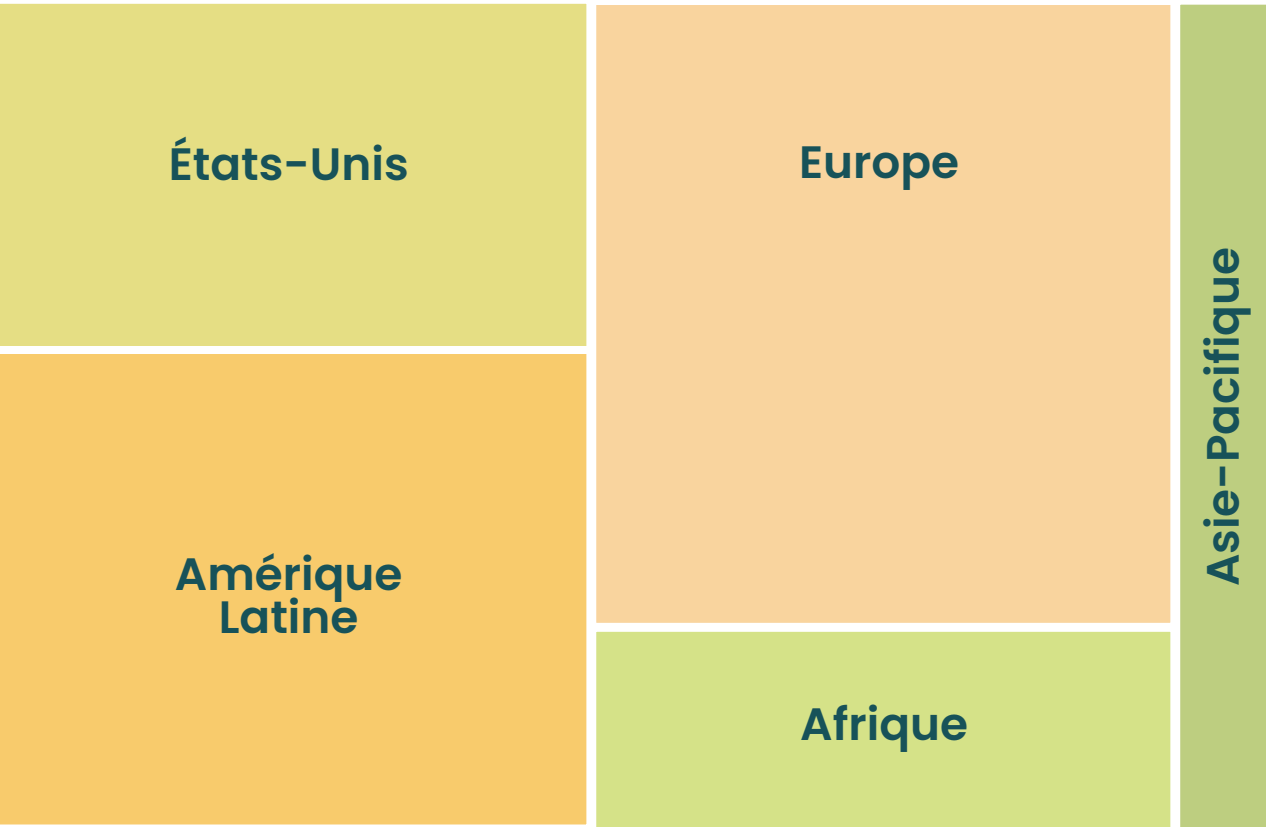 États-Unis
Europe
Amérique
Latine
Afrique
Asie-Pacifique